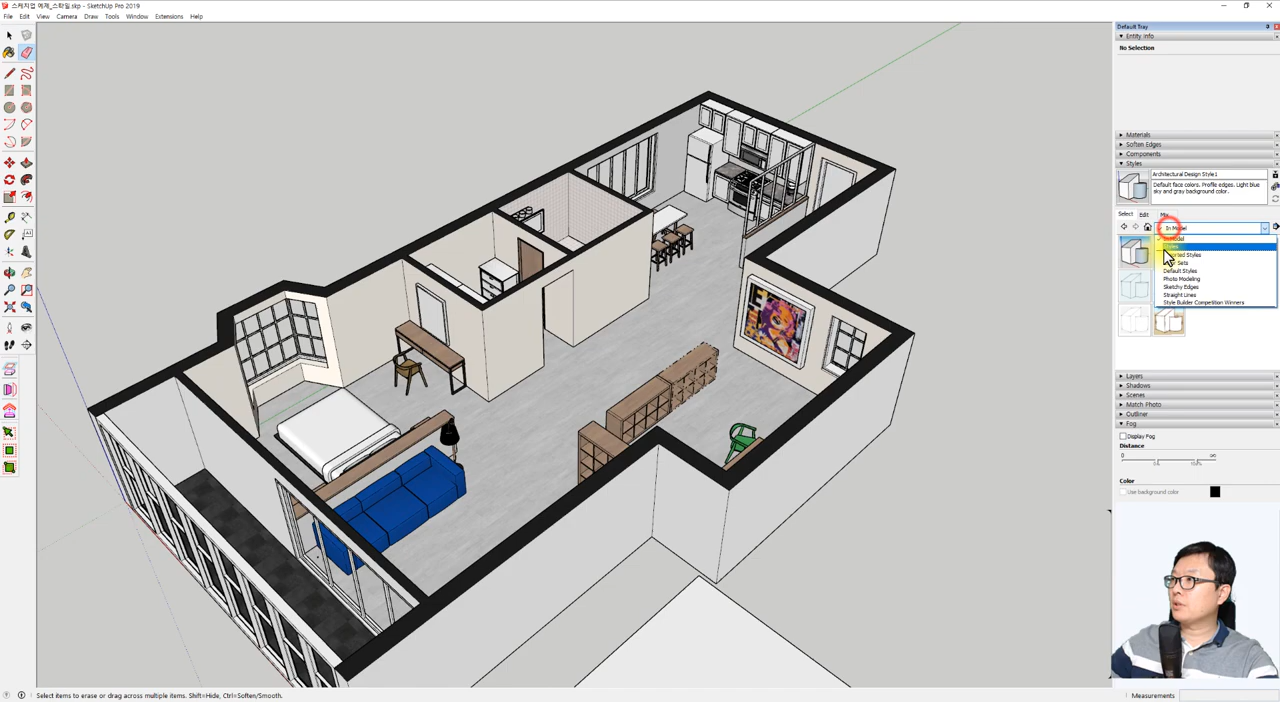 스케치업 예제_스타일.skp - SketchUp Pro 2019
File Edit View Camera Draw Tools Window Extensions Help
Default Tray
Entity Info
No Selection
Materials
Soften Edges
Components
Styles
Architectural Design Style1
Default face colors. Profile edges. Light blue
sky and gray background color.
Select Edit Mix
In Model
Default Styles
Photo Modeling
Sketchy Edges
Straight Lines
Style Builder Competition Winners
Layers
Shadows
Scenes
Match Photo
Outliner
Fog
Display Fog
Distance
0 ∞
Color
Use background color
Select items to erase or drag across multiple items. Shift=Hide, Ctrl=Soften/Smooth.
Measurements